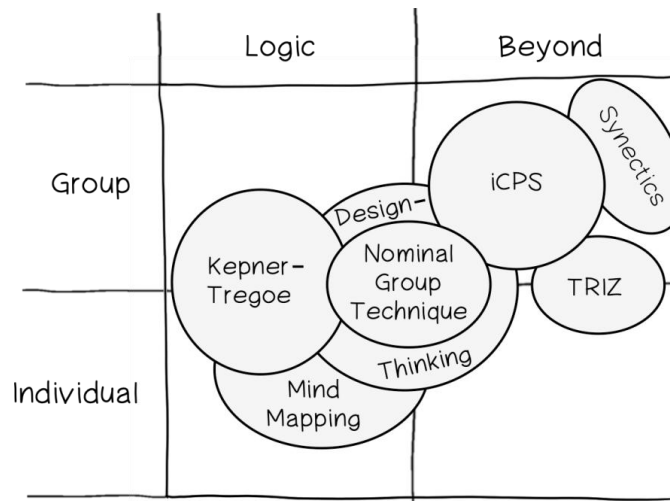 Logic
Beyond
Group
Individual
Synectics
iCPS
Design-
Thinking
Kepner-
Tregoe
Nominal
Group
Technique
TRIZ
Mind
Mapping